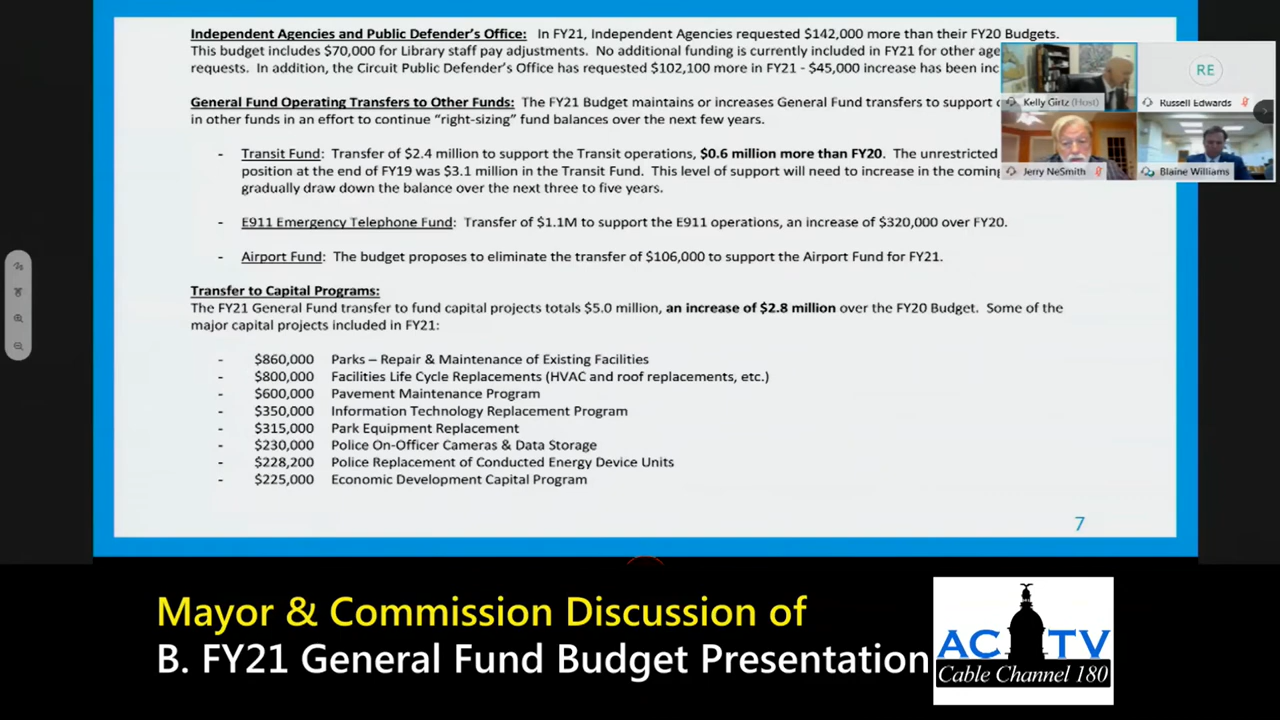 Independent Agencies and Public Defender's Office: In FY21, Independent Agencies requested $142,000 more than their FY20 Budgets.
This budget includes $70,000 for Library staff pay adjustments. No additional funding is currently included in FY21 for other age
requests. In addition, the Circuit Public Defender's Office has requested $102,100 more in FY21 - $45,000 increase has been inc
General Fund Operating Transfers to Other Funds: The FY21 Budget maintains or increases General Fund transfers to support
in other funds in an effort to continue "right-sizing" fund balances over the next few years.
- Transit Fund: Transfer of $2.4 million to support the Transit operations, $0.6 million more than FY20. The unrestricted
position at the end of FY19 was $3.1 million in the Transit Fund. This level of support will need to increase in the coming
gradually draw down the balance over the next three to five years.
- E911 Emergency Telephone Fund: Transfer of $1.1M to support the E911 operations, an increase of $320,000 over FY20.
- Airport Fund: The budget proposes to eliminate the transfer of $106,000 to support the Airport Fund for FY21.
Transfer to Capital Programs:
The FY21 General Fund transfer to fund capital projects totals $5.0 million, an increase of $2.8 million over the FY20 Budget. Some of the
major capital projects included in FY21:
- $860,000 Parks – Repair & Maintenance of Existing Facilities
- $800,000 Facilities Life Cycle Replacements (HVAC and roof replacements, etc.)
- $600,000 Pavement Maintenance Program
- $350,000 Information Technology Replacement Program
- $315,000 Park Equipment Replacement
- $230,000 Police On-Officer Cameras & Data Storage
- $228,200 Police Replacement of Conducted Energy Device Units
- $225,000 Economic Development Capital Program
7
RE
Kelly Girtz (Host)
Russell Edwards
Jerry NeSmith
Blaine Williams
Mayor & Commission Discussion of
B. FY21 General Fund Budget Presentation
ACTV
Cable Channel 180